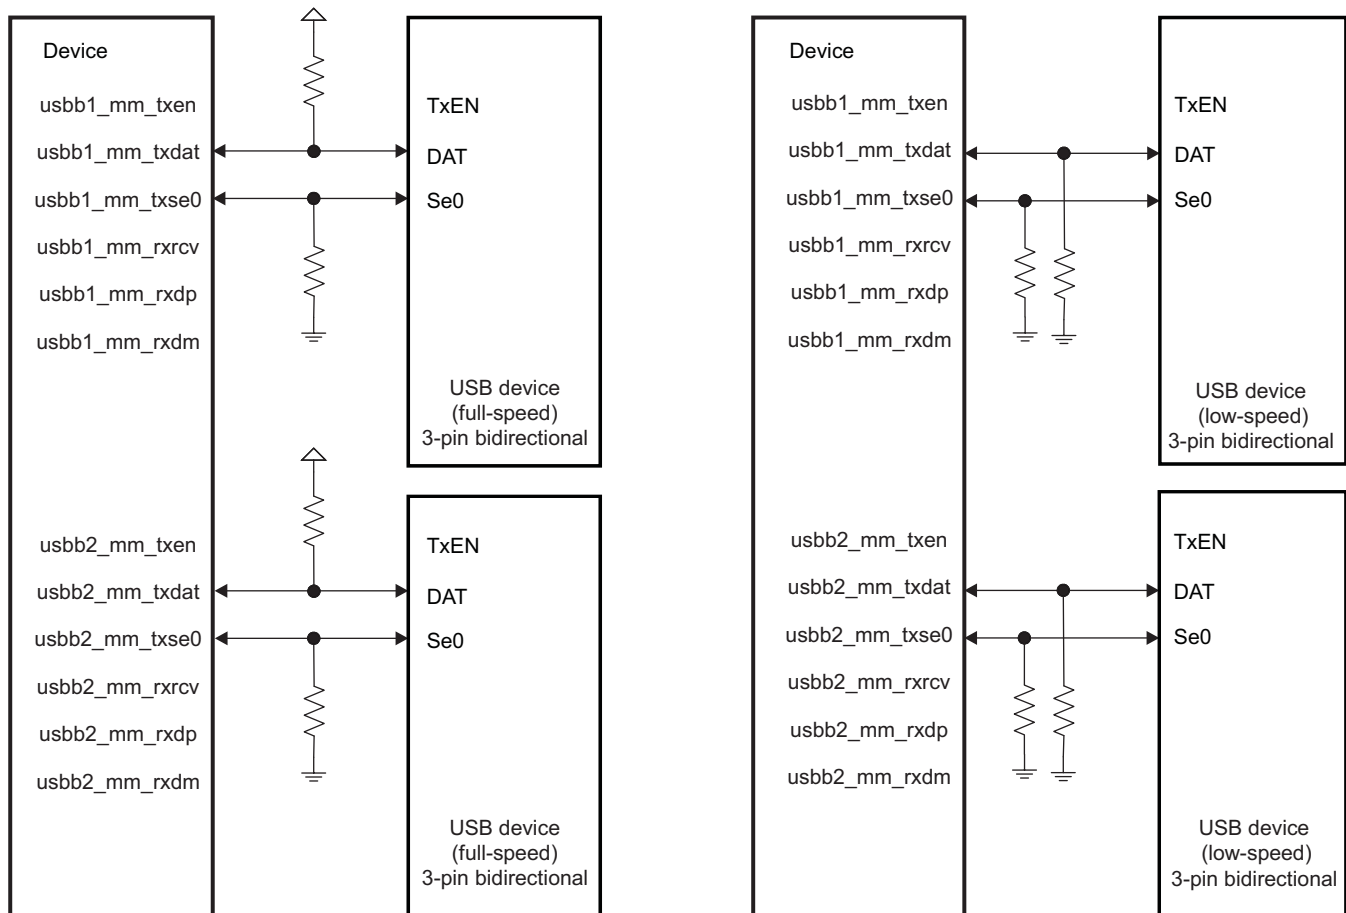 Device
usbb1_mm_txen
usbb1_mm_txdat
usbb1_mm_txse0
usbb1_mm_rxrcv
usbb1_mm_rxdp
usbb1_mm_rxdm
TxEN
DAT
Se0
USB device
(full-speed)
3-pin bidirectional
usbb2_mm_txen
usbb2_mm_txdat
usbb2_mm_txse0
usbb2_mm_rxrcv
usbb2_mm_rxdp
usbb2_mm_rxdm
TxEN
DAT
Se0
USB device
(full-speed)
3-pin bidirectional
Device
usbb1_mm_txen
usbb1_mm_txdat
usbb1_mm_txse0
usbb1_mm_rxrcv
usbb1_mm_rxdp
usbb1_mm_rxdm
TxEN
DAT
Se0
USB device
(low-speed)
3-pin bidirectional
usbb2_mm_txen
usbb2_mm_txdat
usbb2_mm_txse0
usbb2_mm_rxrcv
usbb2_mm_rxdp
usbb2_mm_rxdm
TxEN
DAT
Se0
USB device
(low-speed)
3-pin bidirectional